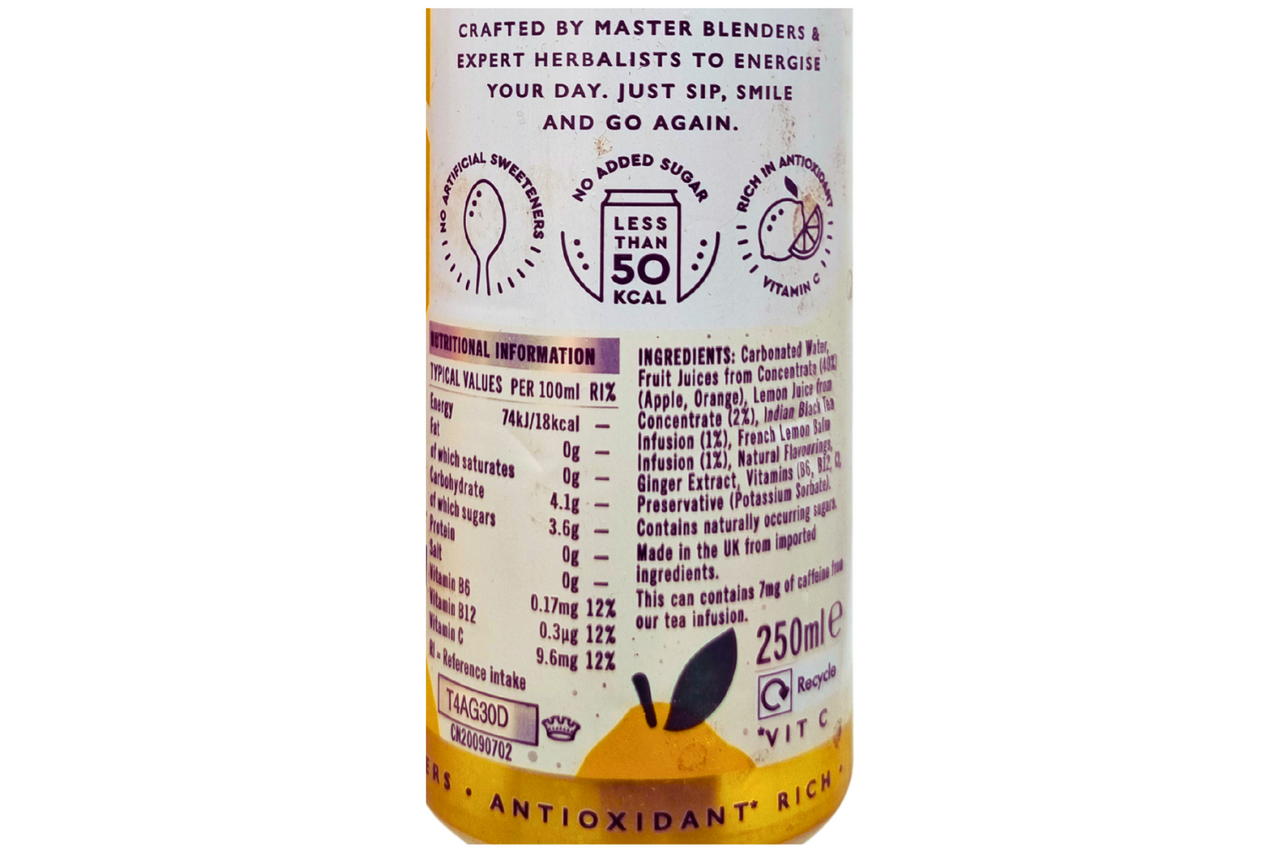 CRAFTED BY MASTER BLENDERS &
EXPERT HERBALISTS TO ENERGISE
YOUR DAY. JUST SIP, SMILE
AND GO AGAIN.
NO ARTIFICIAL SWEETENERS
NO ADDED SUGAR
LESS
THAN
50
KCAL
RICH IN ANTIOXIDANT
VITAMIN C
NUTRITIONAL INFORMATION
TYPICAL VALUES PER 100ml RI%
Energy 74kJ/18kcal —
Fat 0g —
of which saturates 0g —
Carbohydrate 4.1g —
of which sugars 3.6g —
Protein 0g —
Salt 0g —
Vitamin B6 0.17mg 12%
Vitamin B12 0.3µg 12%
Vitamin C 9.6mg 12%
RI = Reference intake
T4AG30D
CN20090702
INGREDIENTS: Carbonated Water,
Fruit Juices from Concentrate (40%)
(Apple, Orange), Lemon Juice from
Concentrate (2%), Indian Black Tea
Infusion (1%), French Lemon Balm
Infusion (1%), Natural Flavourings,
Ginger Extract, Vitamins (B6, B12, C),
Preservative (Potassium Sorbate).
Contains naturally occurring sugars.
Made in the UK from imported
ingredients.
This can contains 7mg of caffeine from
our tea infusion.
250ml e
Recycle
*VIT C
ERS • ANTIOXIDANT* RICH •